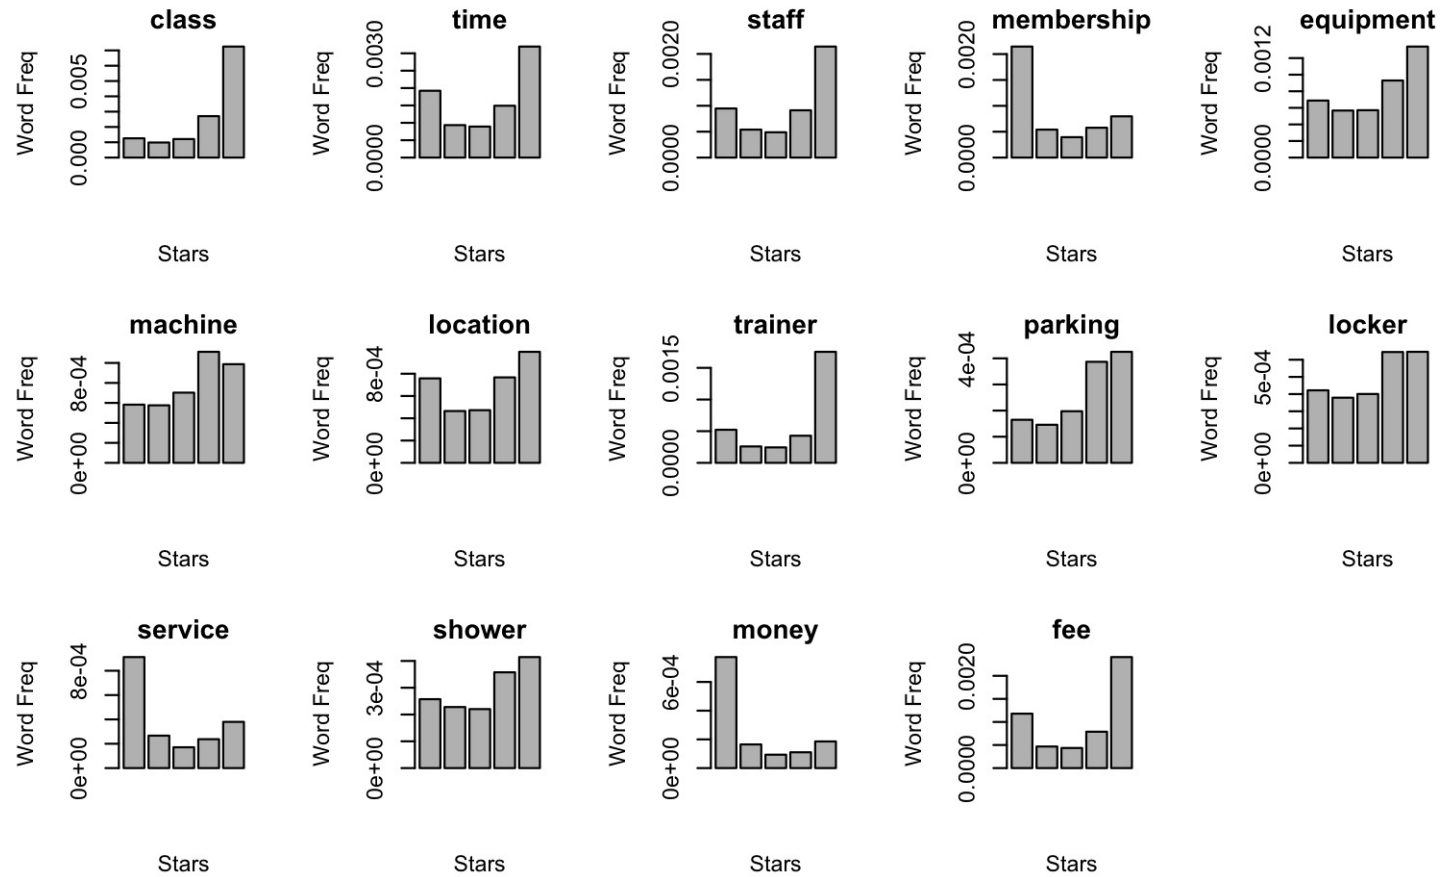 class time staff membership equipment
Word Freq 0.000 0.005 Word Freq 0.0000 0.0030 Word Freq 0.0000 0.0020 Word Freq 0.0000 0.0020 Word Freq 0.0000 0.0012
Stars Stars Stars Stars Stars
machine location trainer parking locker
Word Freq 0e+00 8e-04 Word Freq 0e+00 8e-04 Word Freq 0.0000 0.0015 Word Freq 0e+00 4e-04 Word Freq 0e+00 5e-04
Stars Stars Stars Stars Stars
service shower money fee
Word Freq 0e+00 8e-04 Word Freq 0e+00 3e-04 Word Freq 0e+00 6e-04 Word Freq 0.0000 0.0020
Stars Stars Stars Stars